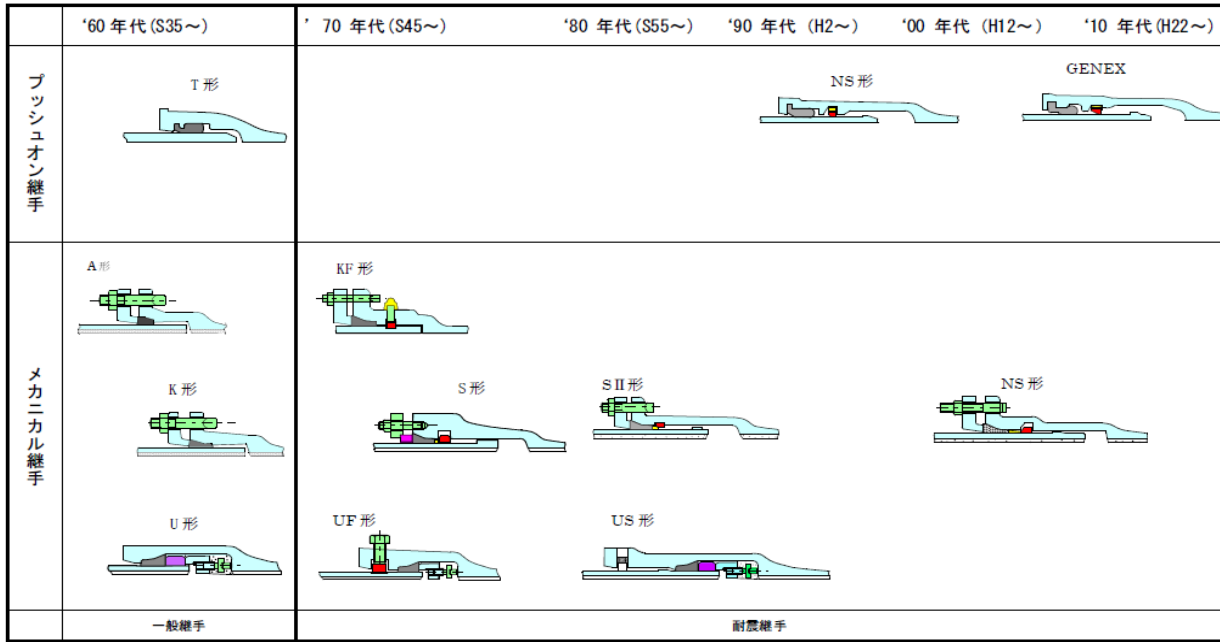 ‘60 年代(S35～)
’ 70 年代(S45～)
‘80 年代(S55～)
‘90 年代 (H2～)
‘00 年代 (H12～)
‘10 年代(H22～)
プッシュオン継手
T 形
NS 形
GENEX
メカニカル継手
A 形
KF 形
K 形
S 形
SⅡ形
NS 形
U 形
UF 形
US 形
一般継手
耐震継手